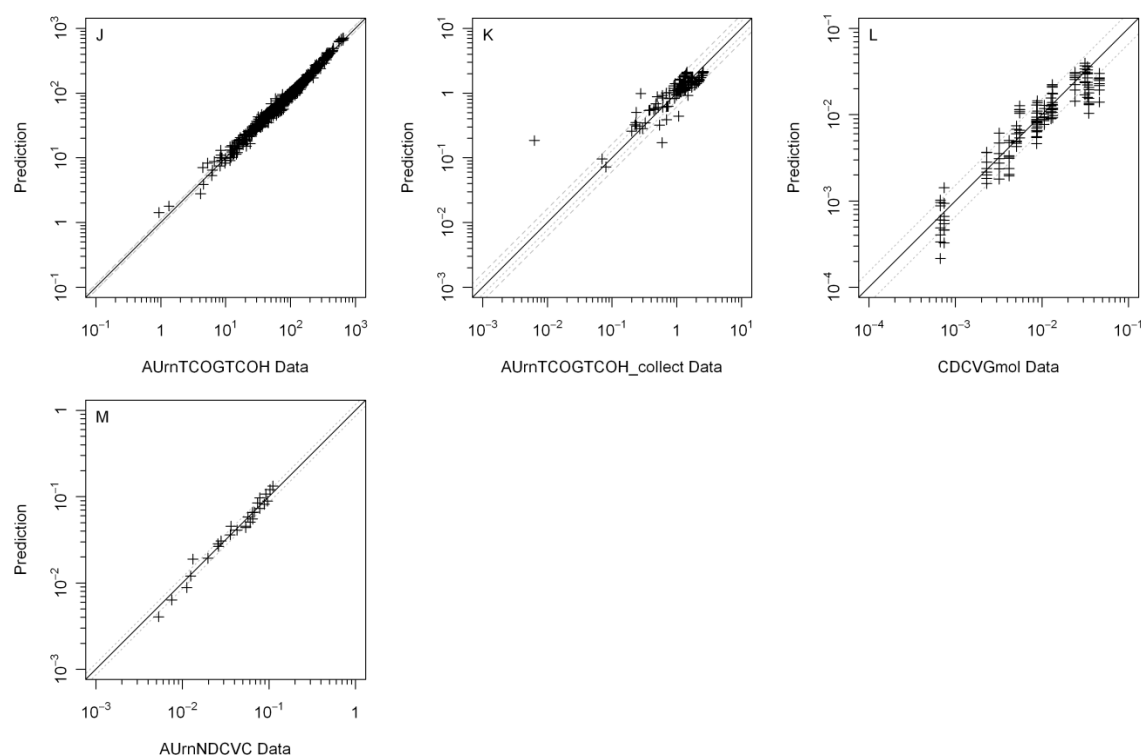 J
Prediction
10³
10²
10¹
1
10⁻¹
10⁻¹ 1 10¹ 10² 10³
AUrnTCOGTCOH Data
K
Prediction
10¹
1
10⁻¹
10⁻²
10⁻³
10⁻³ 10⁻² 10⁻¹ 1 10¹
AUrnTCOGTCOH_collect Data
L
Prediction
10⁻¹
10⁻²
10⁻³
10⁻⁴
10⁻⁴ 10⁻³ 10⁻² 10⁻¹
CDCVGmol Data
M
Prediction
1
10⁻¹
10⁻²
10⁻³
10⁻³ 10⁻² 10⁻¹ 1
AUrnNDCVC Data